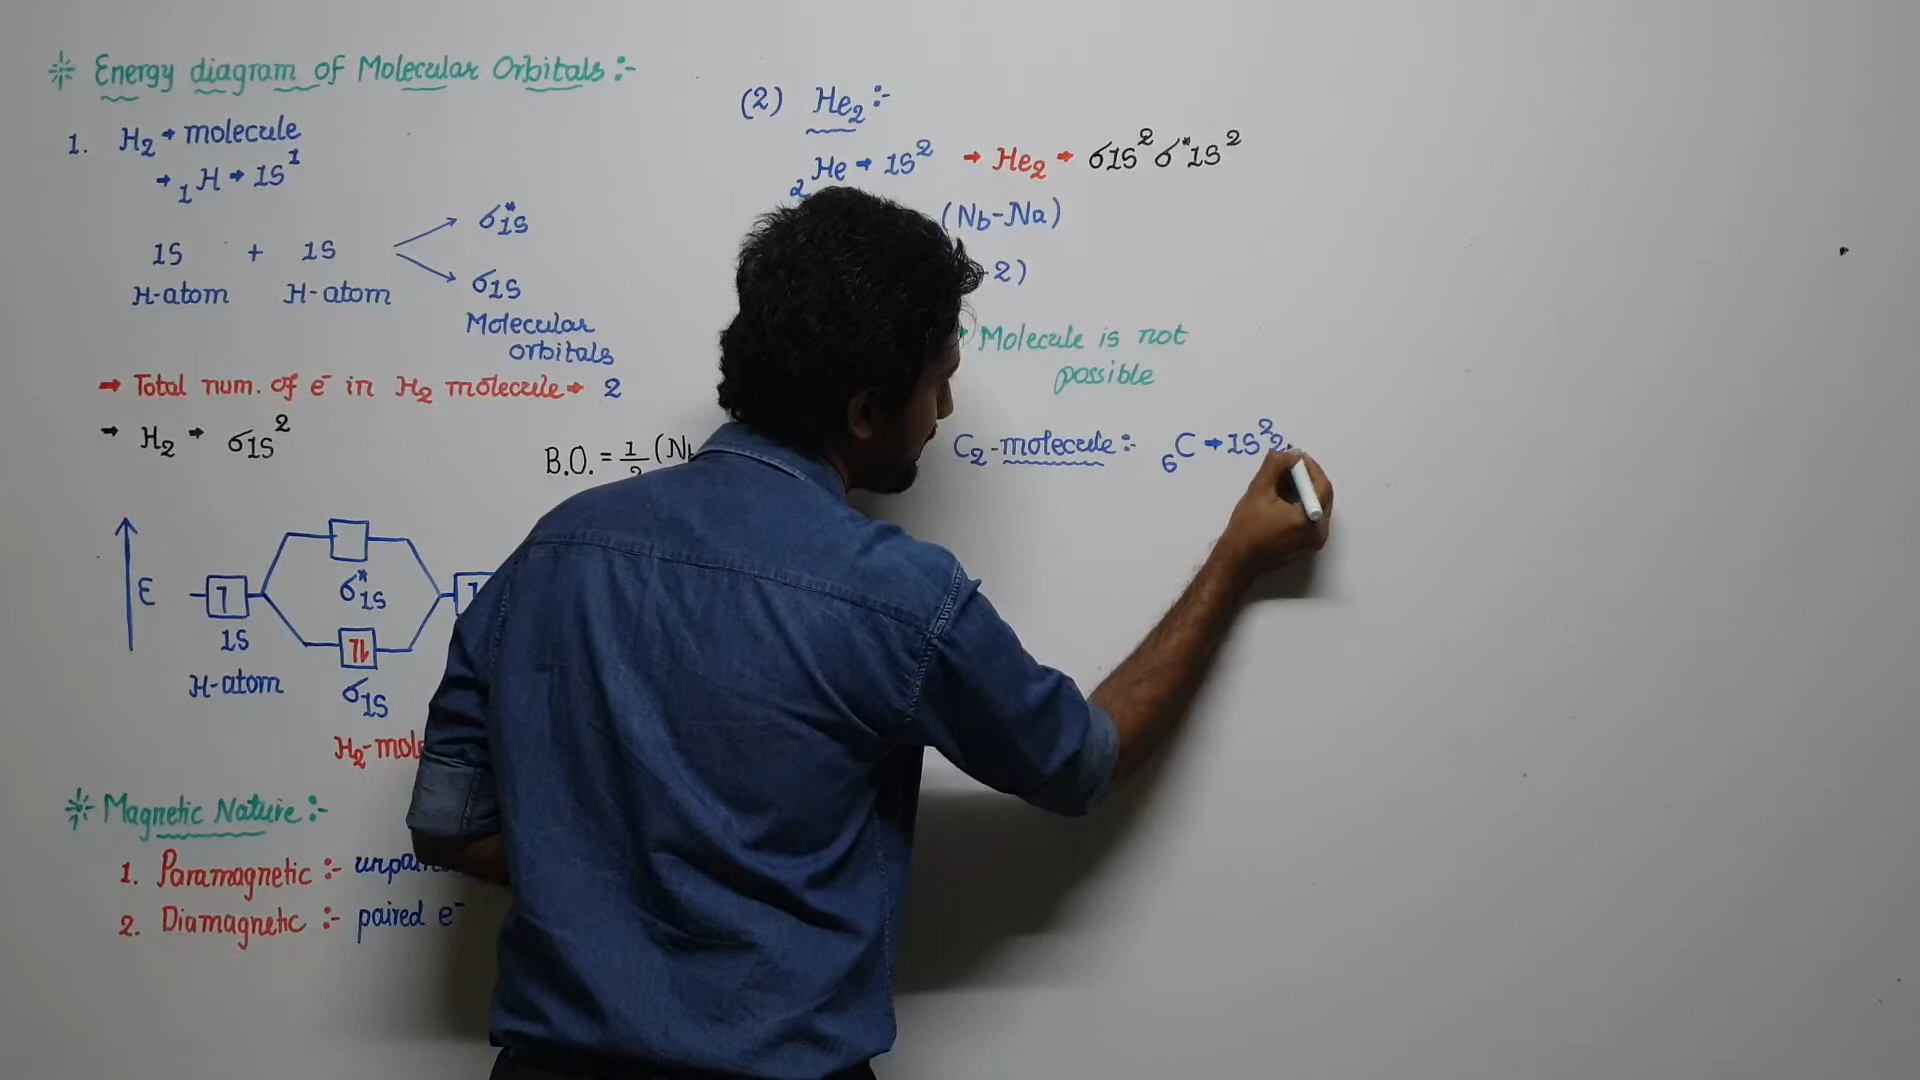 * Energy diagram of Molecular Orbitals :-
1. H₂ → molecule
→ ₁H → 1S¹
1S + 1S
H-atom H-atom
σ*1S
σ1S
Molecular
orbitals
→ Total num. of e⁻ in H₂ molecule → 2
→ H₂ → σ1S²
B.O. = 1/2 (Nb
E
1S
H-atom
σ*1S
σ1S
H₂-mol
* Magnetic Nature :-
1. Paramagnetic :-
2. Diamagnetic :- paired e⁻
(2) He₂ :-
₂He → 1S² → He₂ → σ1S² σ*1S²
(Nb-Na)
2)
Molecule is not
possible
C₂-molecule :- ₆C → 1S² 2